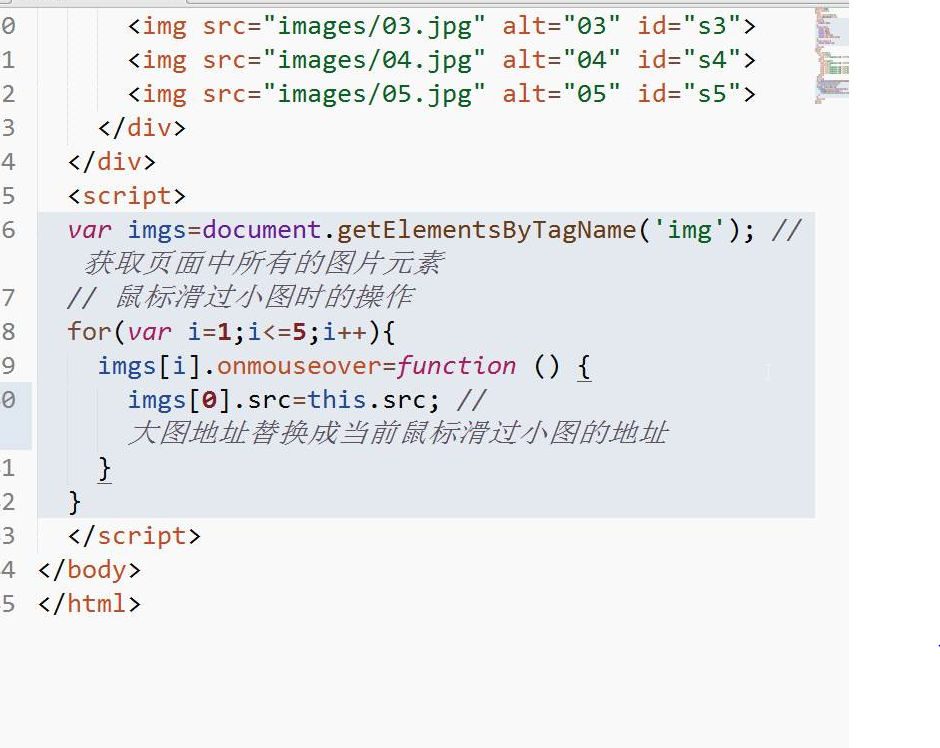 0 <img src="images/03.jpg" alt="03" id="s3">
1 <img src="images/04.jpg" alt="04" id="s4">
2 <img src="images/05.jpg" alt="05" id="s5">
3 </div>
4 </div>
5 <script>
6 var imgs=document.getElementsByTagName('img'); //
获取页面中所有的图片元素
7 // 鼠标滑过小图时的操作
8 for(var i=1;i<=5;i++){
9 imgs[i].onmouseover=function () {
0 imgs[0].src=this.src; //
大图地址替换成当前鼠标滑过小图的地址
1 }
2 }
3 </script>
4 </body>
5 </html>